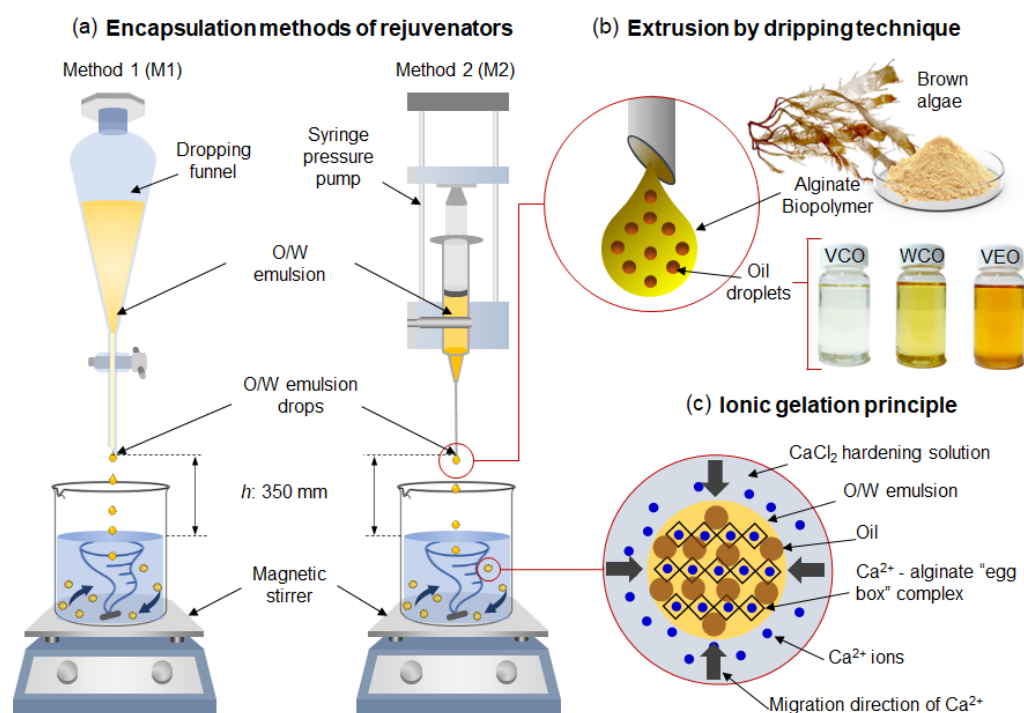 (a) Encapsulation methods of rejuvenators
Method 1 (M1)
Method 2 (M2)
Dropping
funnel
Syringe
pressure
pump
O/W
emulsion
O/W emulsion
drops
h: 350 mm
Magnetic
stirrer
(b) Extrusion by dripping technique
Brown
algae
Alginate
Biopolymer
Oil
droplets
VCO
WCO
VEO
(c) Ionic gelation principle
CaCl₂ hardening solution
O/W emulsion
Oil
Ca²⁺ - alginate “egg
box” complex
Ca²⁺ ions
Migration direction of Ca²⁺